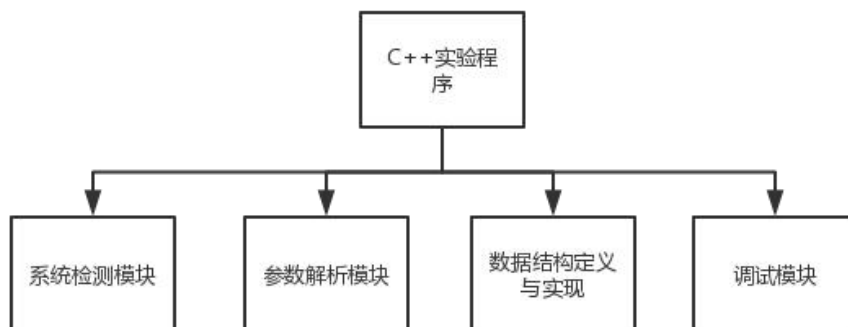 C++实验程
序
系统检测模块
参数解析模块
数据结构定义
与实现
调试模块